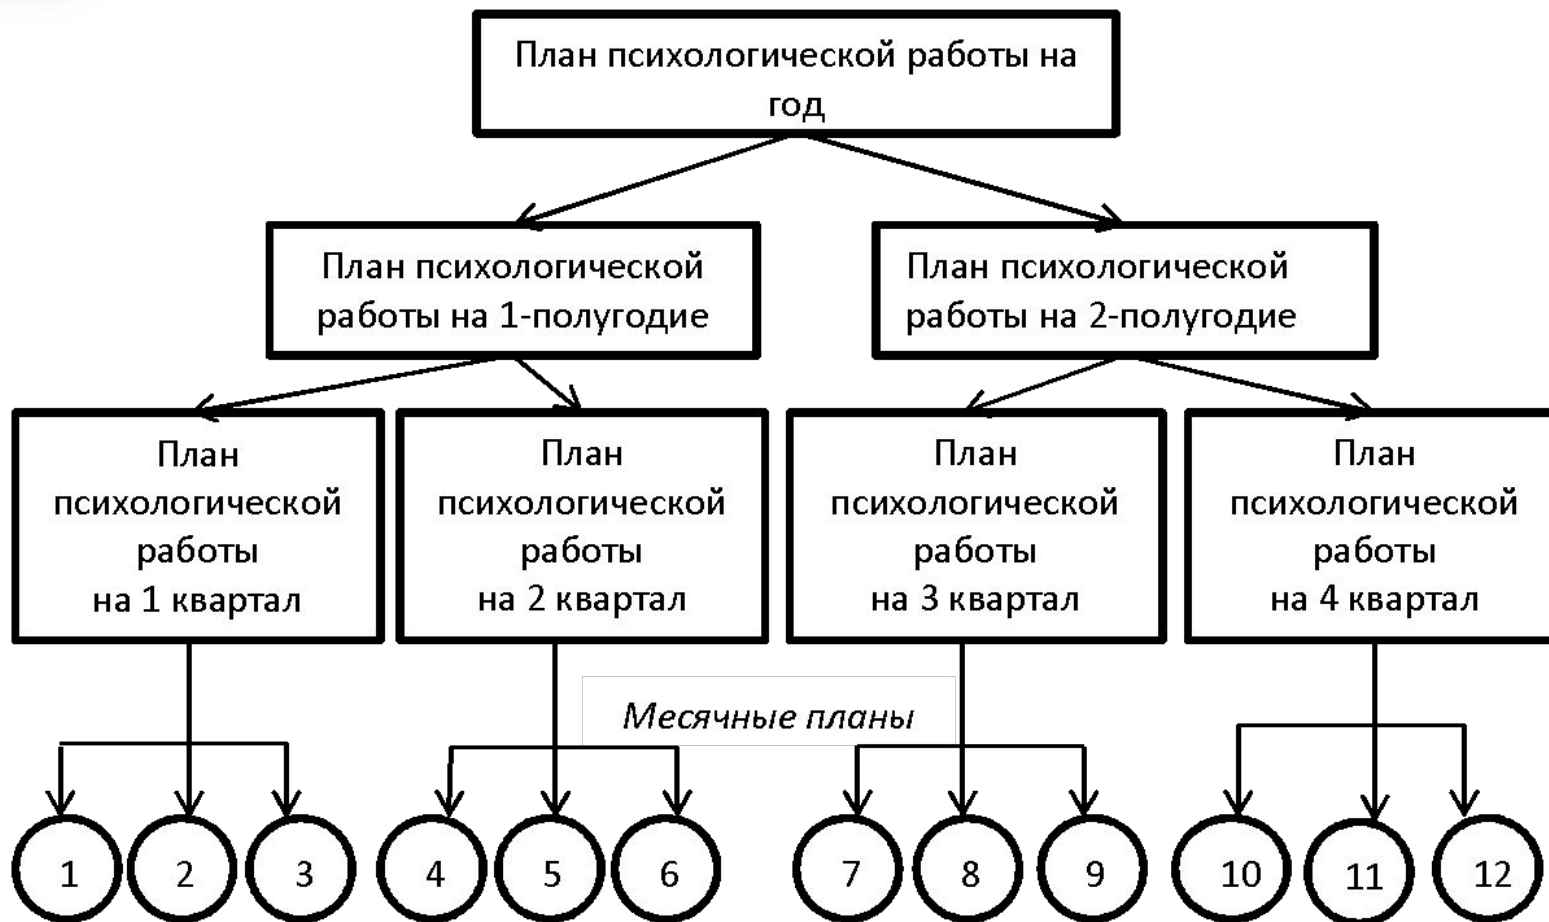 План психологической работы на
год
План психологической
работы на 1-полугодие
План психологической
работы на 2-полугодие
План
психологической
работы
на 1 квартал
План
психологической
работы
на 2 квартал
План
психологической
работы
на 3 квартал
План
психологической
работы
на 4 квартал
Месячные планы
1 2 3 4 5 6 7 8 9 10 11 12